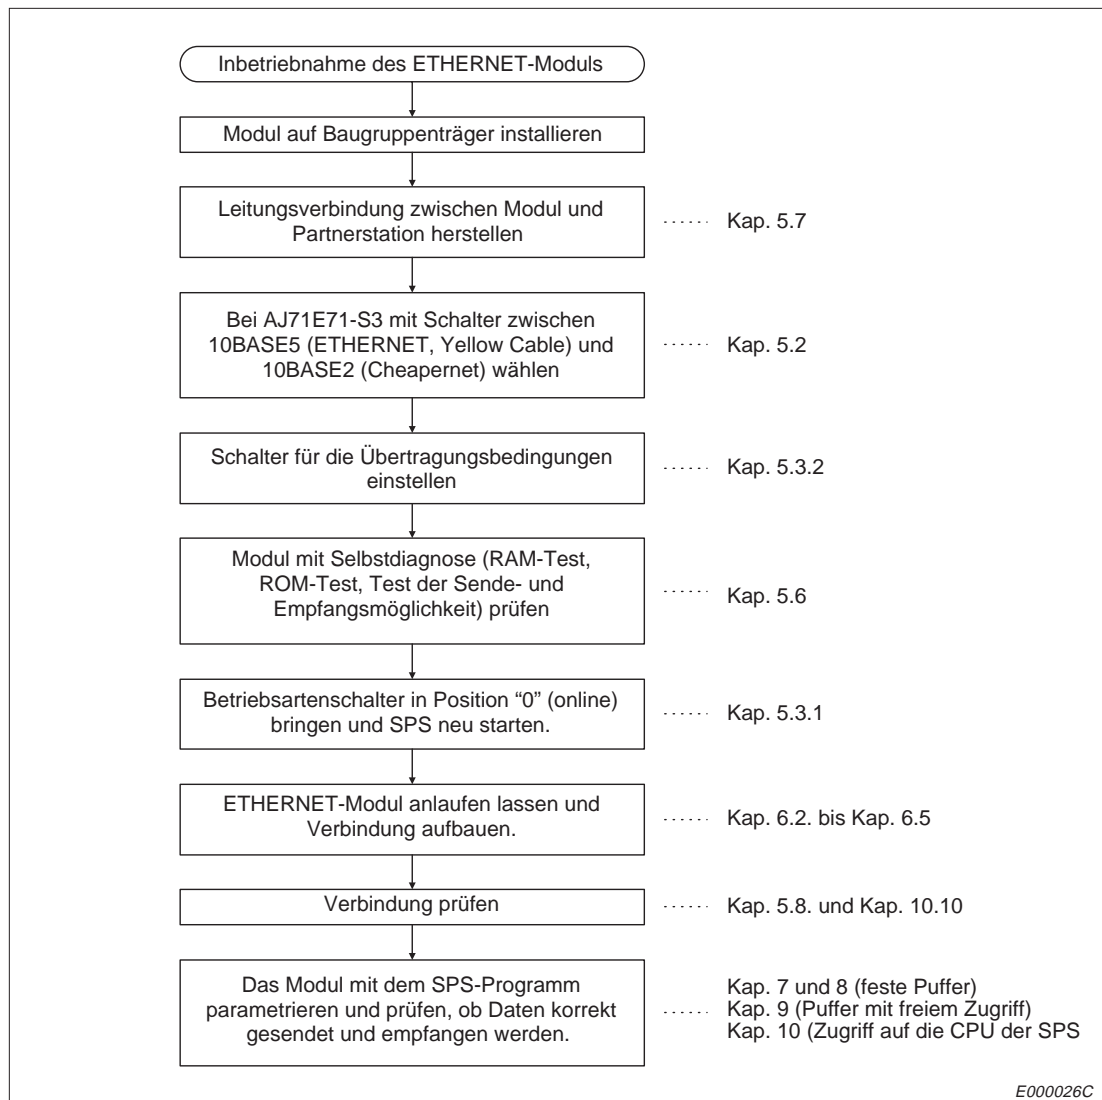 Inbetriebnahme des ETHERNET-Moduls
Modul auf Baugruppenträger installieren
Leitungsverbindung zwischen Modul und
Partnerstation herstellen
Kap. 5.7
Bei AJ71E71-S3 mit Schalter zwischen
10BASE5 (ETHERNET, Yellow Cable) und
10BASE2 (Cheapernet) wählen
Kap. 5.2
Schalter für die Übertragungsbedingungen
einstellen
Kap. 5.3.2
Modul mit Selbstdiagnose (RAM-Test,
ROM-Test, Test der Sende- und
Empfangsmöglichkeit) prüfen
Kap. 5.6
Betriebsartenschalter in Position “0” (online)
bringen und SPS neu starten.
Kap. 5.3.1
ETHERNET-Modul anlaufen lassen und
Verbindung aufbauen.
Kap. 6.2. bis Kap. 6.5
Verbindung prüfen
Kap. 5.8. und Kap. 10.10
Das Modul mit dem SPS-Programm
parametrieren und prüfen, ob Daten korrekt
gesendet und empfangen werden.
Kap. 7 und 8 (feste Puffer)
Kap. 9 (Puffer mit freiem Zugriff)
Kap. 10 (Zugriff auf die CPU der SPS
E000026C